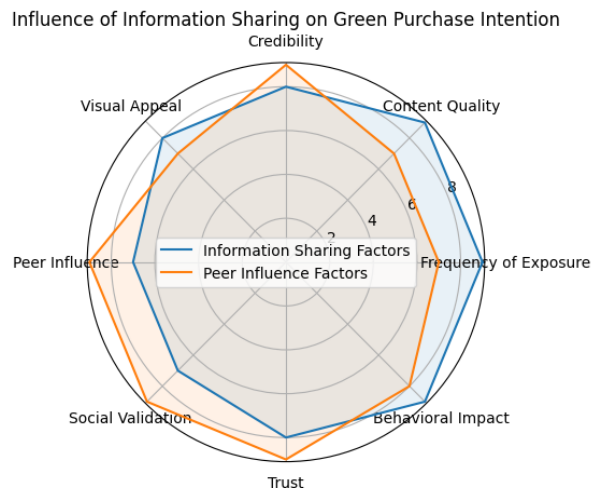 Influence of Information Sharing on Green Purchase Intention
Credibility
Visual Appeal
Content Quality
8
6
4
2
Peer Influence
Frequency of Exposure
Information Sharing Factors
Peer Influence Factors
Social Validation
Behavioral Impact
Trust